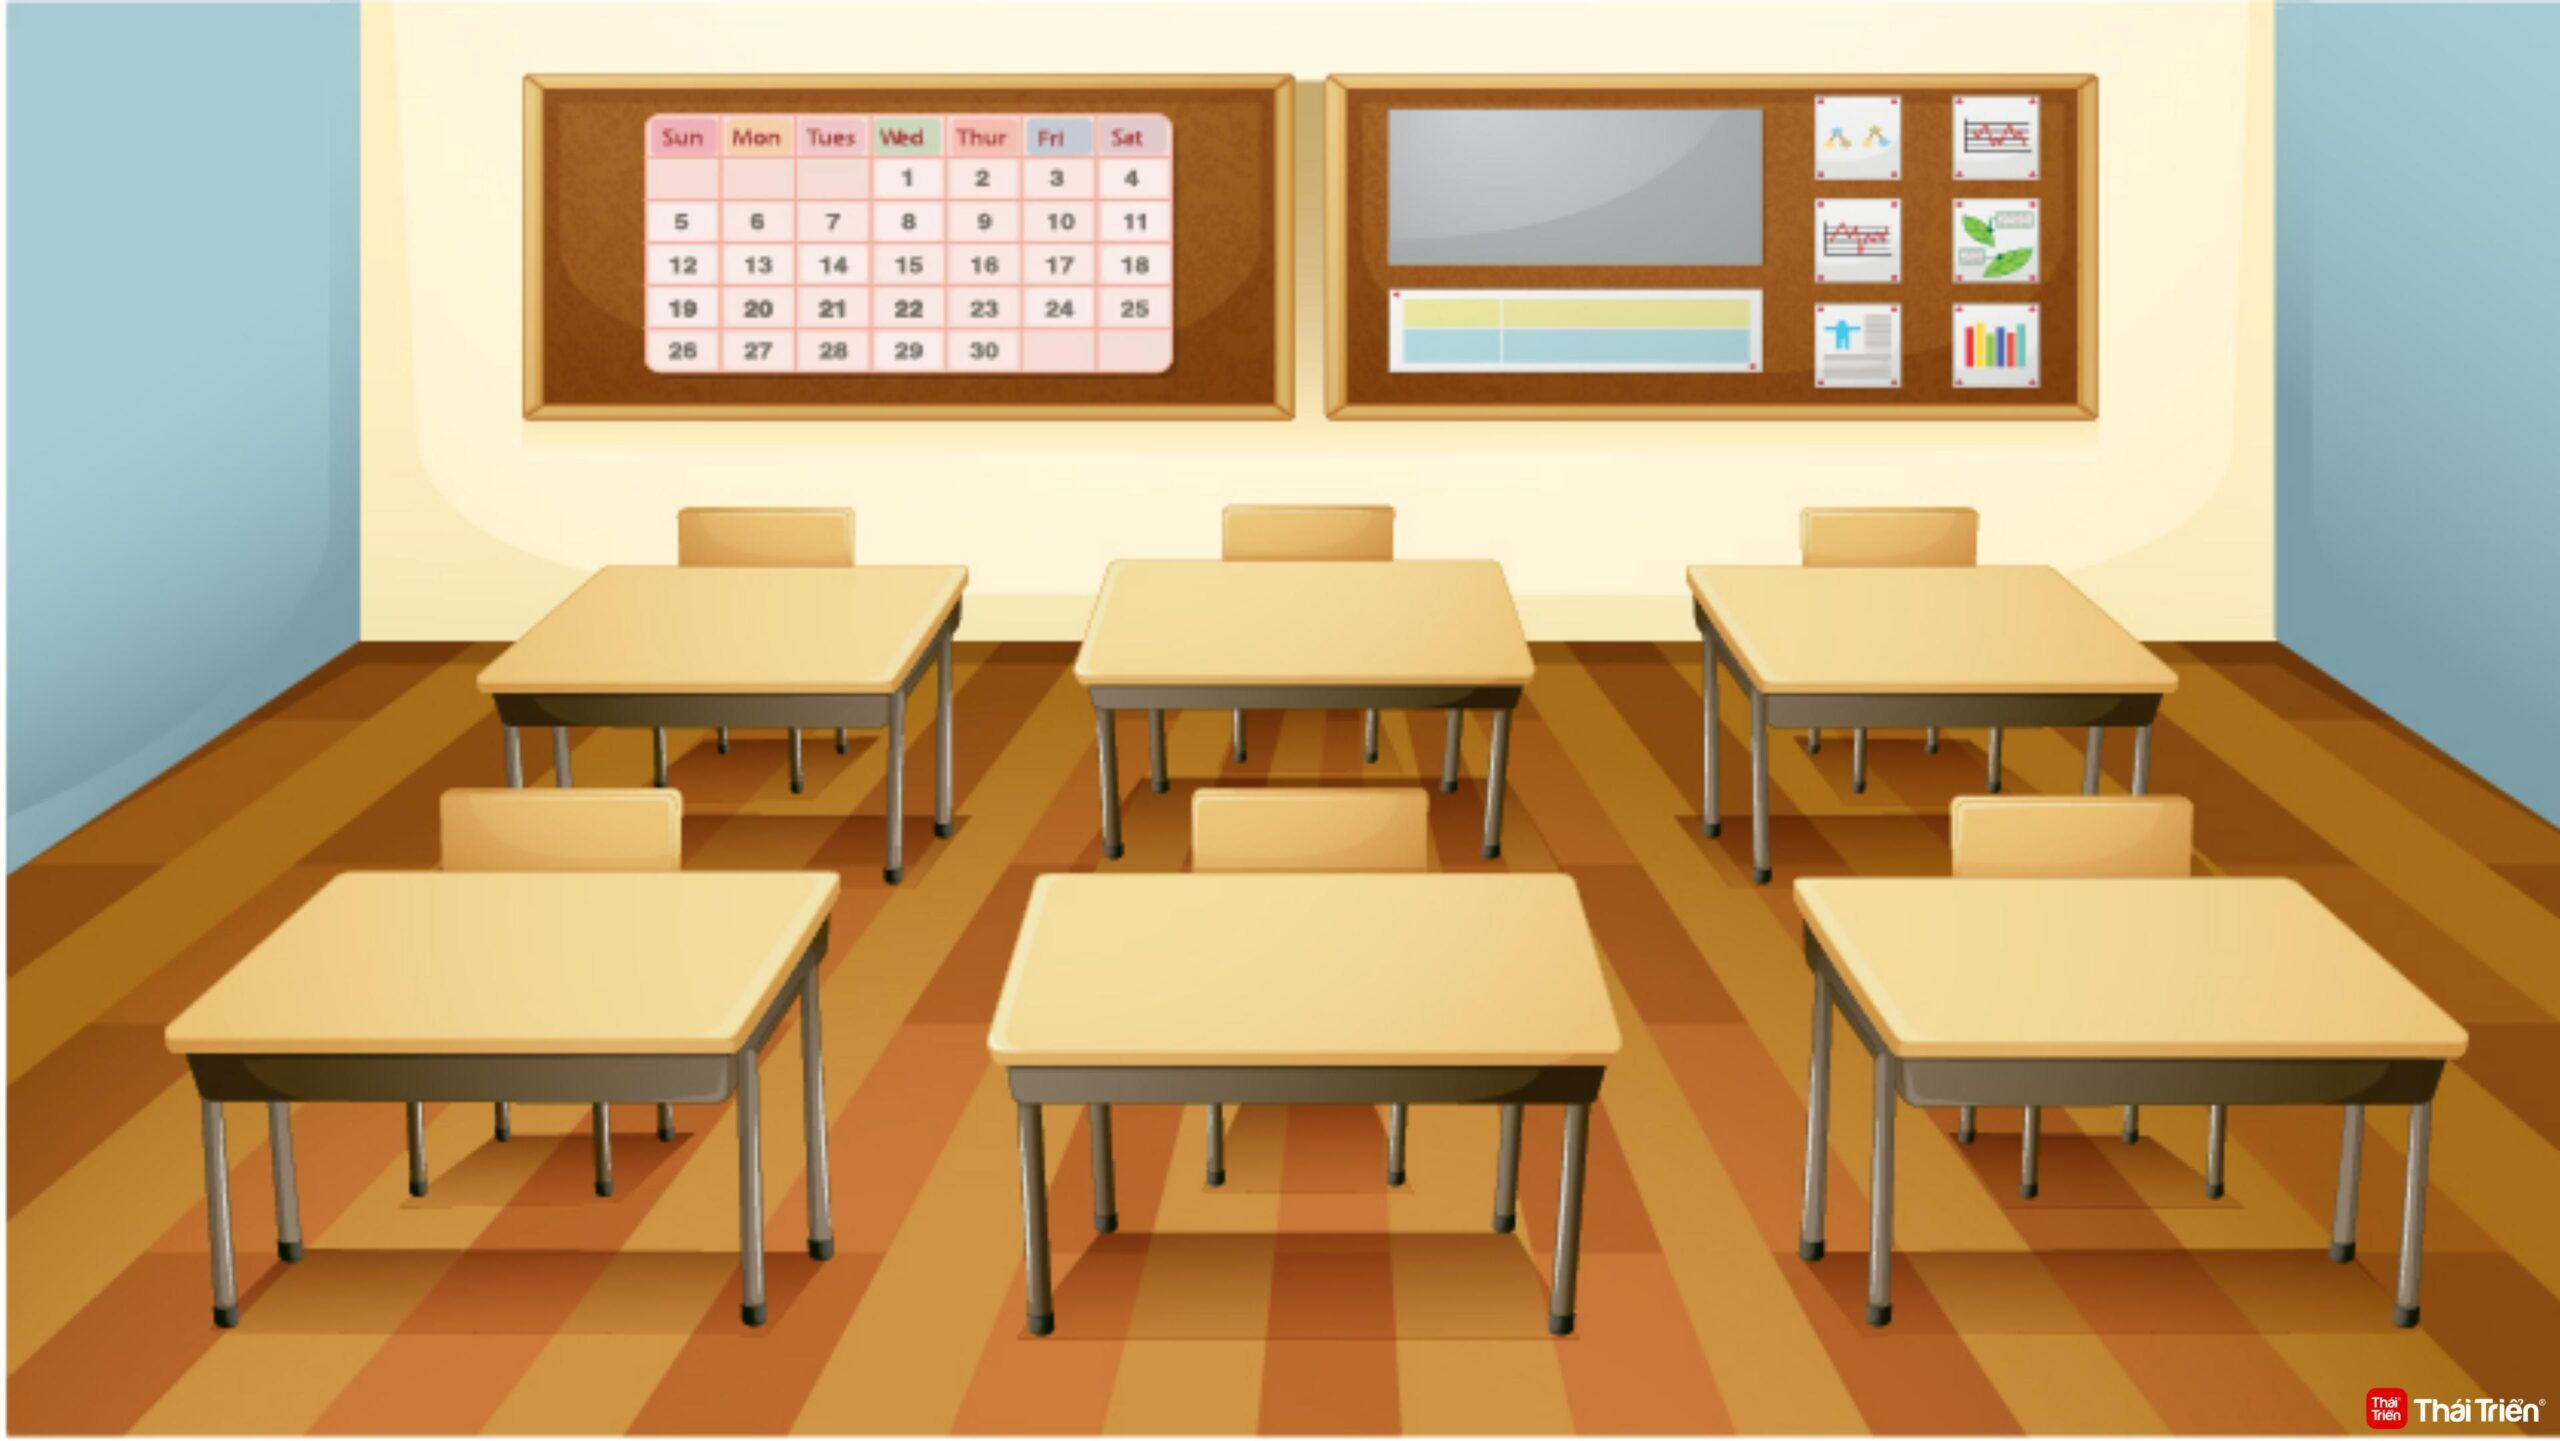 Sun Mon Tues Wed Thur Fri Sat
1 2 3 4
5 6 7 8 9 10 11
12 13 14 15 16 17 18
19 20 21 22 23 24 25
26 27 28 29 30
Thái
Triển
Thái Triển®